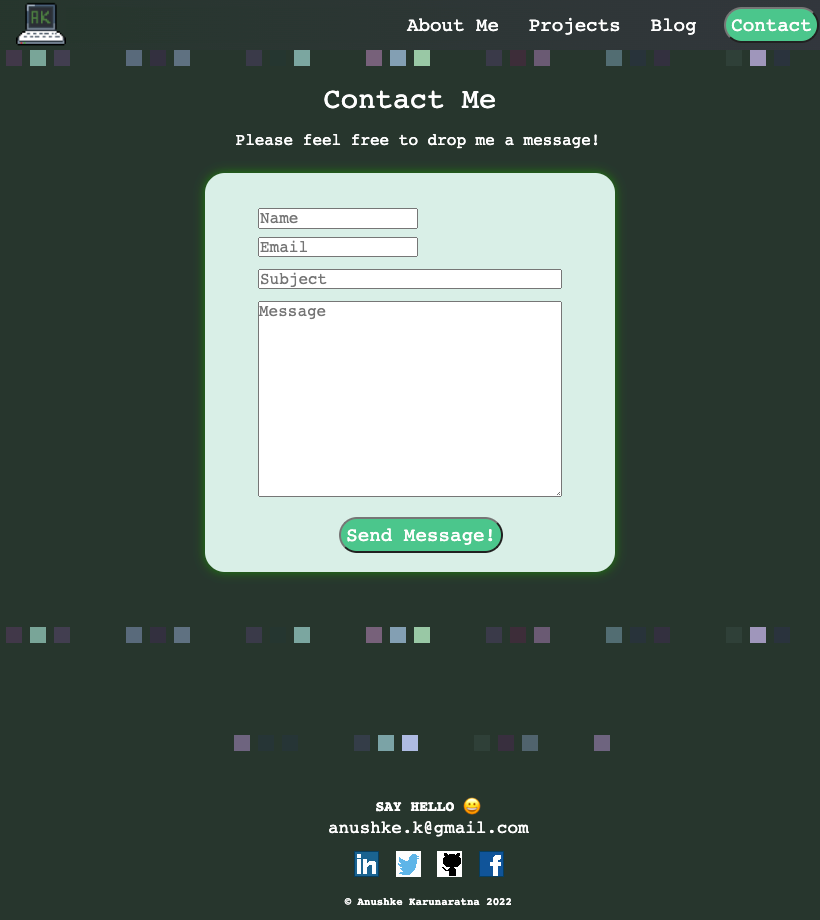 AK
About Me Projects Blog Contact
Contact Me
Please feel free to drop me a message!
Name
Email
Subject
Message
Send Message!
SAY HELLO 😀
anushke.k@gmail.com
in
f
© Anushke Karunaratna 2022